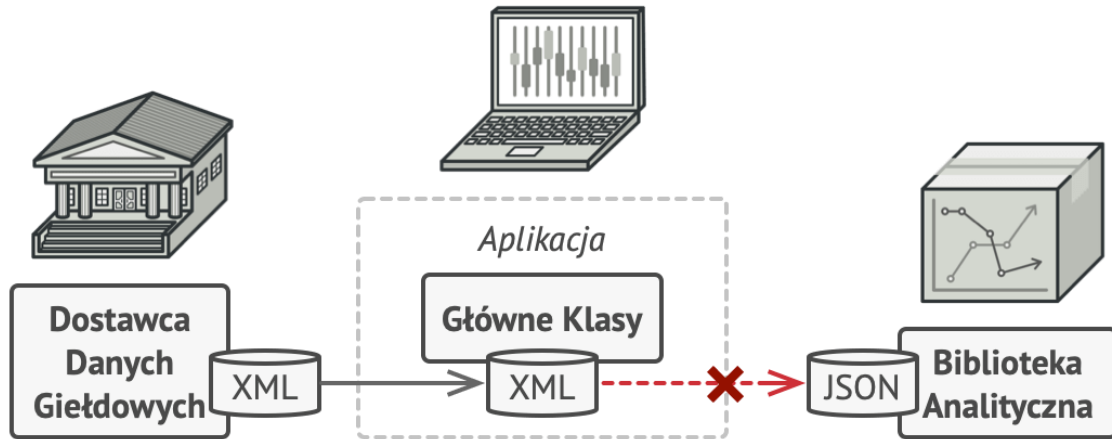 Aplikacja
Dostawca
Danych
Giełdowych
XML
Główne Klasy
XML
JSON
Biblioteka
Analityczna